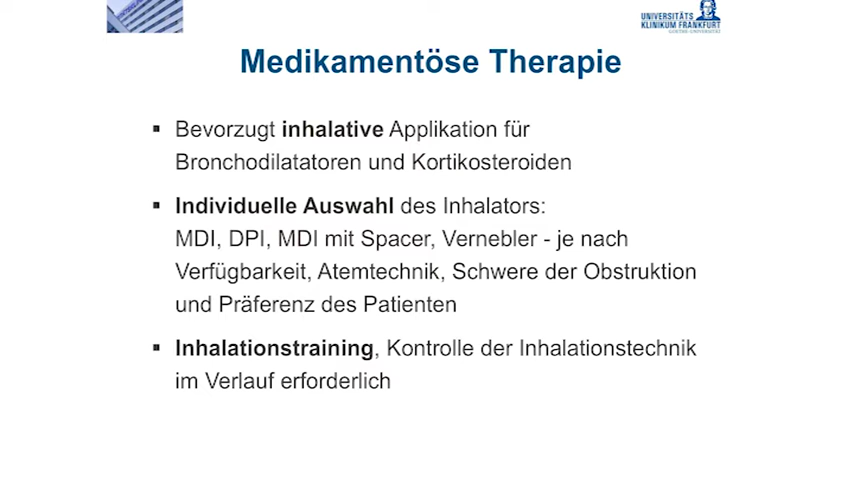 UNIVERSITÄTS
KLINIKUM FRANKFURT
GOETHE-UNIVERSITÄT
Medikamentöse Therapie
▪ Bevorzugt inhalative Applikation für
Bronchodilatatoren und Kortikosteroiden
▪ Individuelle Auswahl des Inhalators:
MDI, DPI, MDI mit Spacer, Vernebler - je nach
Verfügbarkeit, Atemtechnik, Schwere der Obstruktion
und Präferenz des Patienten
▪ Inhalationstraining, Kontrolle der Inhalationstechnik
im Verlauf erforderlich